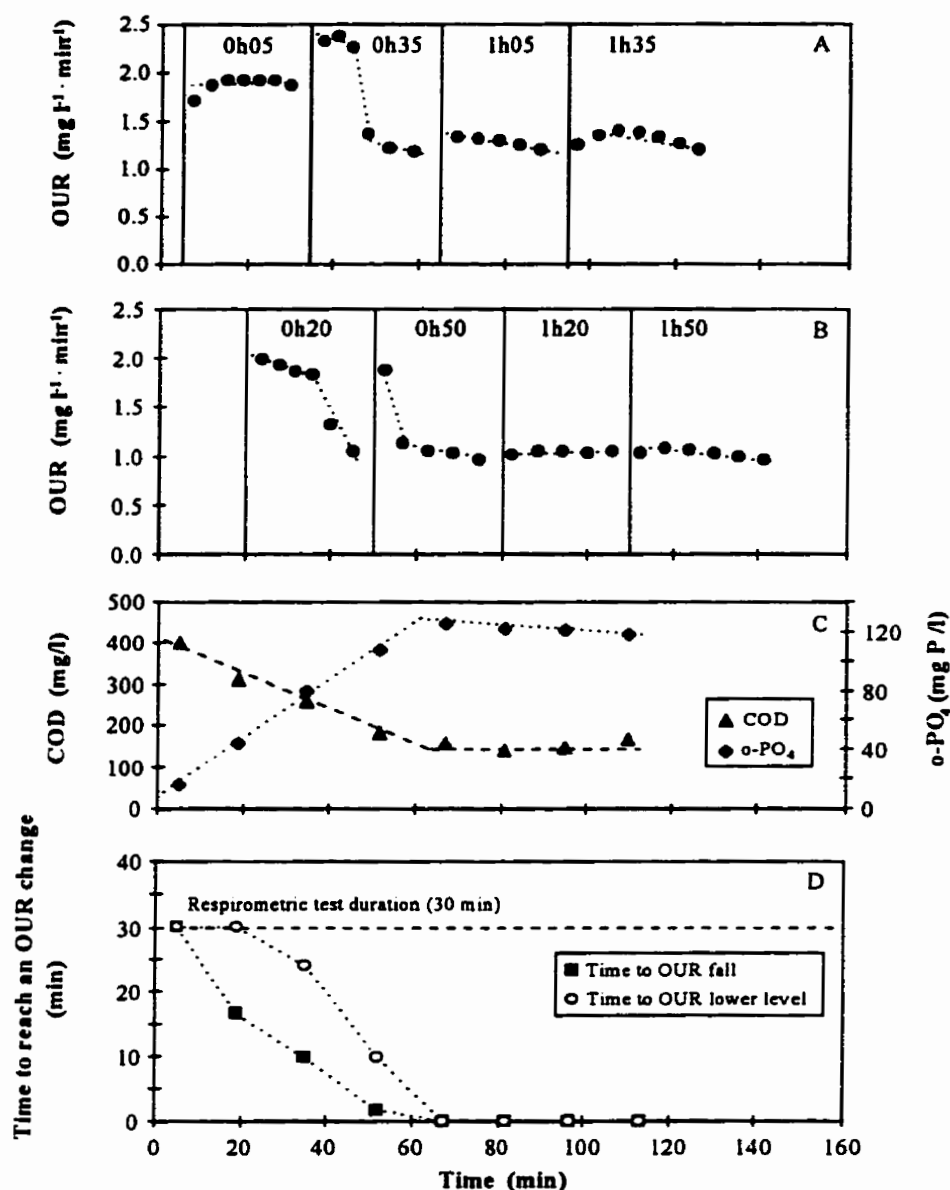 2.5
2.0
1.5
1.0
0.5
0.0
OUR (mg l⁻¹ · min⁻¹)
0h05
0h35
1h05
1h35
A
2.5
2.0
1.5
1.0
0.5
0.0
OUR (mg l⁻¹ · min⁻¹)
0h20
0h50
1h20
1h50
B
500
400
300
200
100
0
COD (mg/l)
C
COD
o-PO₄
120
80
40
0
o-PO₄ (mg P /l)
40
30
20
10
0
Time to reach an OUR change
(min)
D
Respirometric test duration (30 min)
Time to OUR fall
Time to OUR lower level
0 20 40 60 80 100 120 140 160
Time (min)